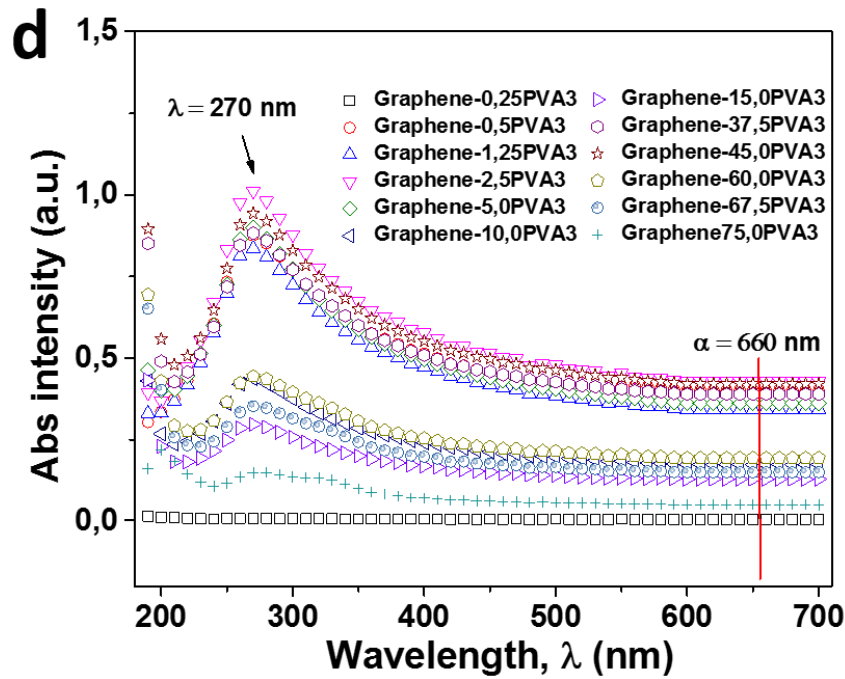 d
1,5
1,0
0,5
0,0
Abs intensity (a.u.)
λ = 270 nm
Graphene-0,25PVA3
Graphene-0,5PVA3
Graphene-1,25PVA3
Graphene-2,5PVA3
Graphene-5,0PVA3
Graphene-10,0PVA3
Graphene-15,0PVA3
Graphene-37,5PVA3
Graphene-45,0PVA3
Graphene-60,0PVA3
Graphene-67,5PVA3
Graphene75,0PVA3
α = 660 nm
200 300 400 500 600 700
Wavelength, λ (nm)